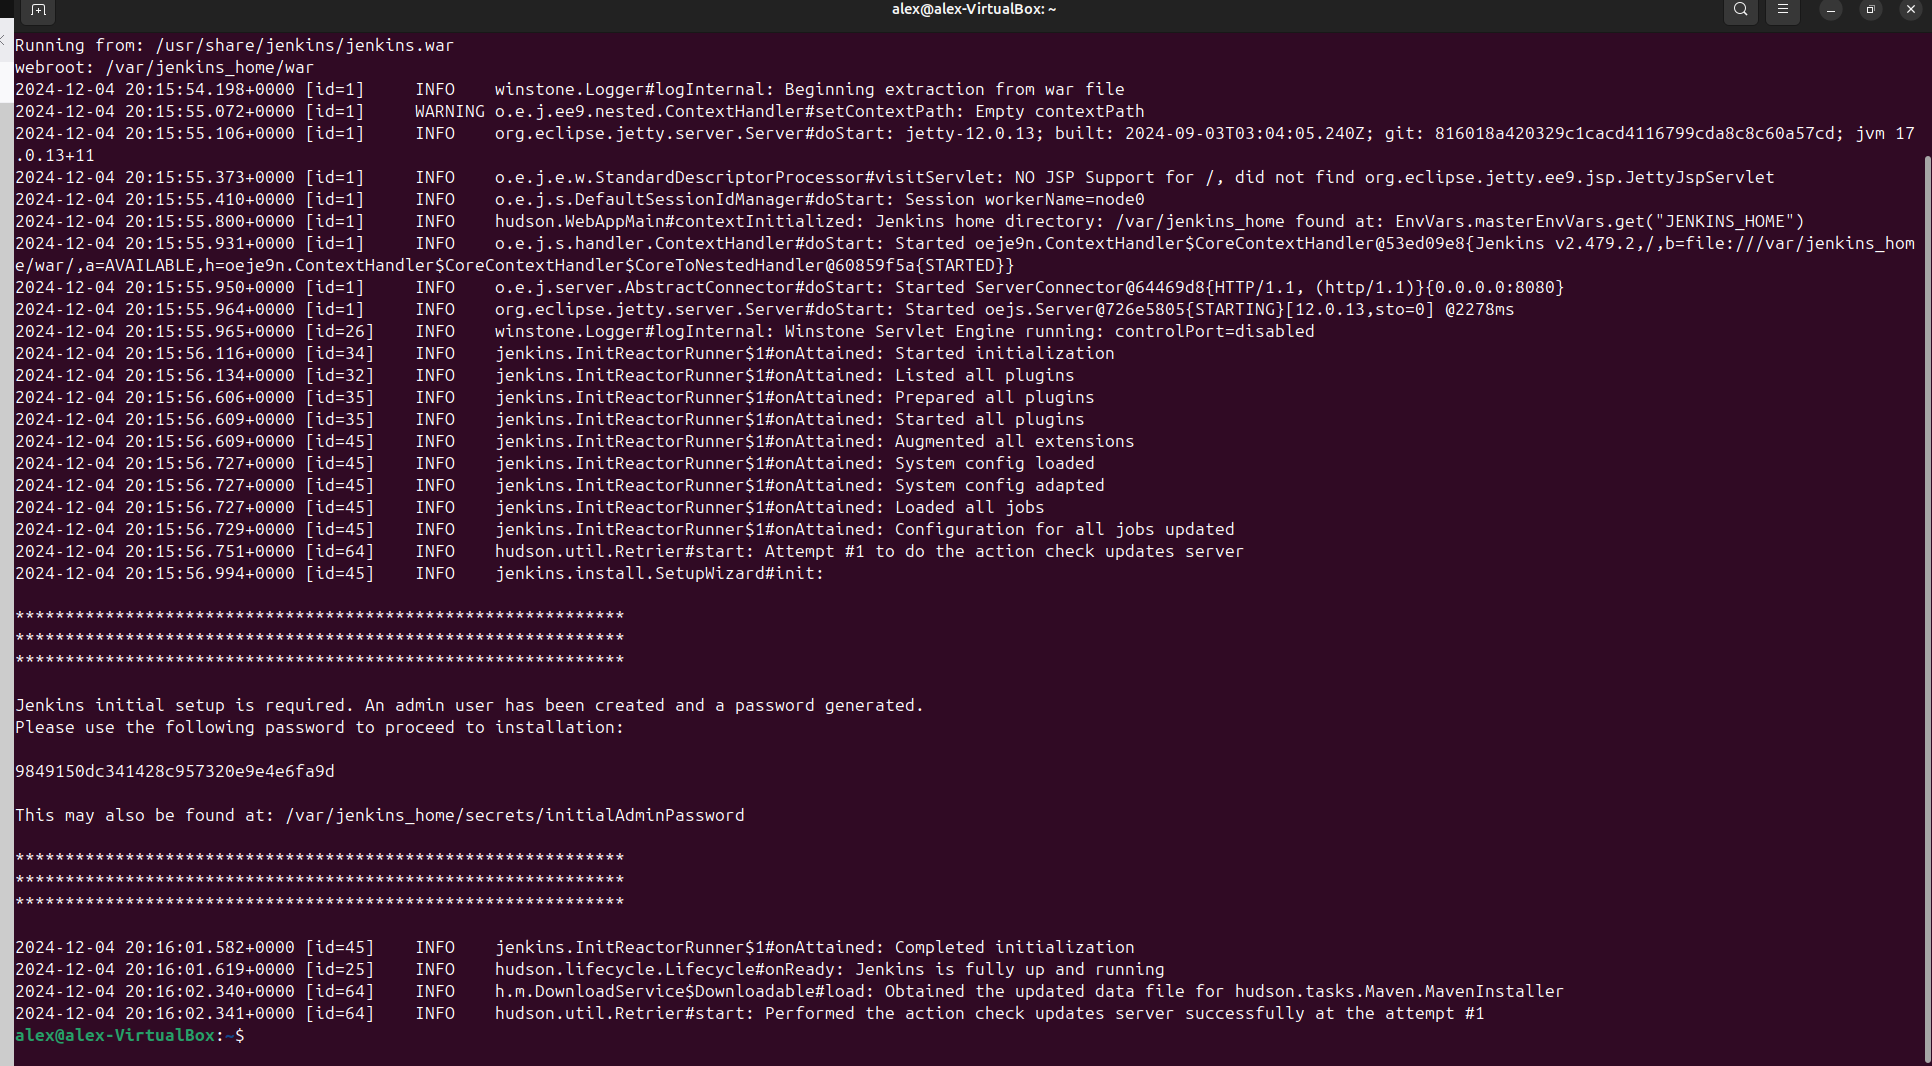 alex@alex-VirtualBox: ~
Running from: /usr/share/jenkins/jenkins.war
webroot: /var/jenkins_home/war
2024-12-04 20:15:54.198+0000 [id=1]     INFO    winstone.Logger#logInternal: Beginning extraction from war file
2024-12-04 20:15:55.072+0000 [id=1]     WARNING o.e.j.ee9.nested.ContextHandler#setContextPath: Empty contextPath
2024-12-04 20:15:55.106+0000 [id=1]     INFO    org.eclipse.jetty.server.Server#doStart: jetty-12.0.13; built: 2024-09-03T03:04:05.240Z; git: 816018a420329c1cacd4116799cda8c8c60a57cd; jvm 17
.0.13+11
2024-12-04 20:15:55.373+0000 [id=1]     INFO    o.e.j.e.w.StandardDescriptorProcessor#visitServlet: NO JSP Support for /, did not find org.eclipse.jetty.ee9.jsp.JettyJspServlet
2024-12-04 20:15:55.410+0000 [id=1]     INFO    o.e.j.s.DefaultSessionIdManager#doStart: Session workerName=node0
2024-12-04 20:15:55.800+0000 [id=1]     INFO    hudson.WebAppMain#contextInitialized: Jenkins home directory: /var/jenkins_home found at: EnvVars.masterEnvVars.get("JENKINS_HOME")
2024-12-04 20:15:55.931+0000 [id=1]     INFO    o.e.j.s.handler.ContextHandler#doStart: Started oeje9n.ContextHandler$CoreContextHandler@53ed09e8{Jenkins v2.479.2,/,b=file:///var/jenkins_hom
e/war/,a=AVAILABLE,h=oeje9n.ContextHandler$CoreContextHandler$CoreToNestedHandler@60859f5a{STARTED}}
2024-12-04 20:15:55.950+0000 [id=1]     INFO    o.e.j.server.AbstractConnector#doStart: Started ServerConnector@64469d8{HTTP/1.1, (http/1.1)}{0.0.0.0:8080}
2024-12-04 20:15:55.964+0000 [id=1]     INFO    org.eclipse.jetty.server.Server#doStart: Started oejs.Server@726e5805{STARTING}[12.0.13,sto=0] @2278ms
2024-12-04 20:15:55.965+0000 [id=26]    INFO    winstone.Logger#logInternal: Winstone Servlet Engine running: controlPort=disabled
2024-12-04 20:15:56.116+0000 [id=34]    INFO    jenkins.InitReactorRunner$1#onAttained: Started initialization
2024-12-04 20:15:56.134+0000 [id=32]    INFO    jenkins.InitReactorRunner$1#onAttained: Listed all plugins
2024-12-04 20:15:56.606+0000 [id=35]    INFO    jenkins.InitReactorRunner$1#onAttained: Prepared all plugins
2024-12-04 20:15:56.609+0000 [id=35]    INFO    jenkins.InitReactorRunner$1#onAttained: Started all plugins
2024-12-04 20:15:56.609+0000 [id=45]    INFO    jenkins.InitReactorRunner$1#onAttained: Augmented all extensions
2024-12-04 20:15:56.727+0000 [id=45]    INFO    jenkins.InitReactorRunner$1#onAttained: System config loaded
2024-12-04 20:15:56.727+0000 [id=45]    INFO    jenkins.InitReactorRunner$1#onAttained: System config adapted
2024-12-04 20:15:56.727+0000 [id=45]    INFO    jenkins.InitReactorRunner$1#onAttained: Loaded all jobs
2024-12-04 20:15:56.729+0000 [id=45]    INFO    jenkins.InitReactorRunner$1#onAttained: Configuration for all jobs updated
2024-12-04 20:15:56.751+0000 [id=64]    INFO    hudson.util.Retrier#start: Attempt #1 to do the action check updates server
2024-12-04 20:15:56.994+0000 [id=45]    INFO    jenkins.install.SetupWizard#init:
*************************************************************
*************************************************************
*************************************************************
Jenkins initial setup is required. An admin user has been created and a password generated.
Please use the following password to proceed to installation:
9849150dc341428c957320e9e4e6fa9d
This may also be found at: /var/jenkins_home/secrets/initialAdminPassword
*************************************************************
*************************************************************
*************************************************************
2024-12-04 20:16:01.582+0000 [id=45]    INFO    jenkins.InitReactorRunner$1#onAttained: Completed initialization
2024-12-04 20:16:01.619+0000 [id=25]    INFO    hudson.lifecycle.Lifecycle#onReady: Jenkins is fully up and running
2024-12-04 20:16:02.340+0000 [id=64]    INFO    h.m.DownloadService$Downloadable#load: Obtained the updated data file for hudson.tasks.Maven.MavenInstaller
2024-12-04 20:16:02.341+0000 [id=64]    INFO    hudson.util.Retrier#start: Performed the action check updates server successfully at the attempt #1
alex@alex-VirtualBox:~$